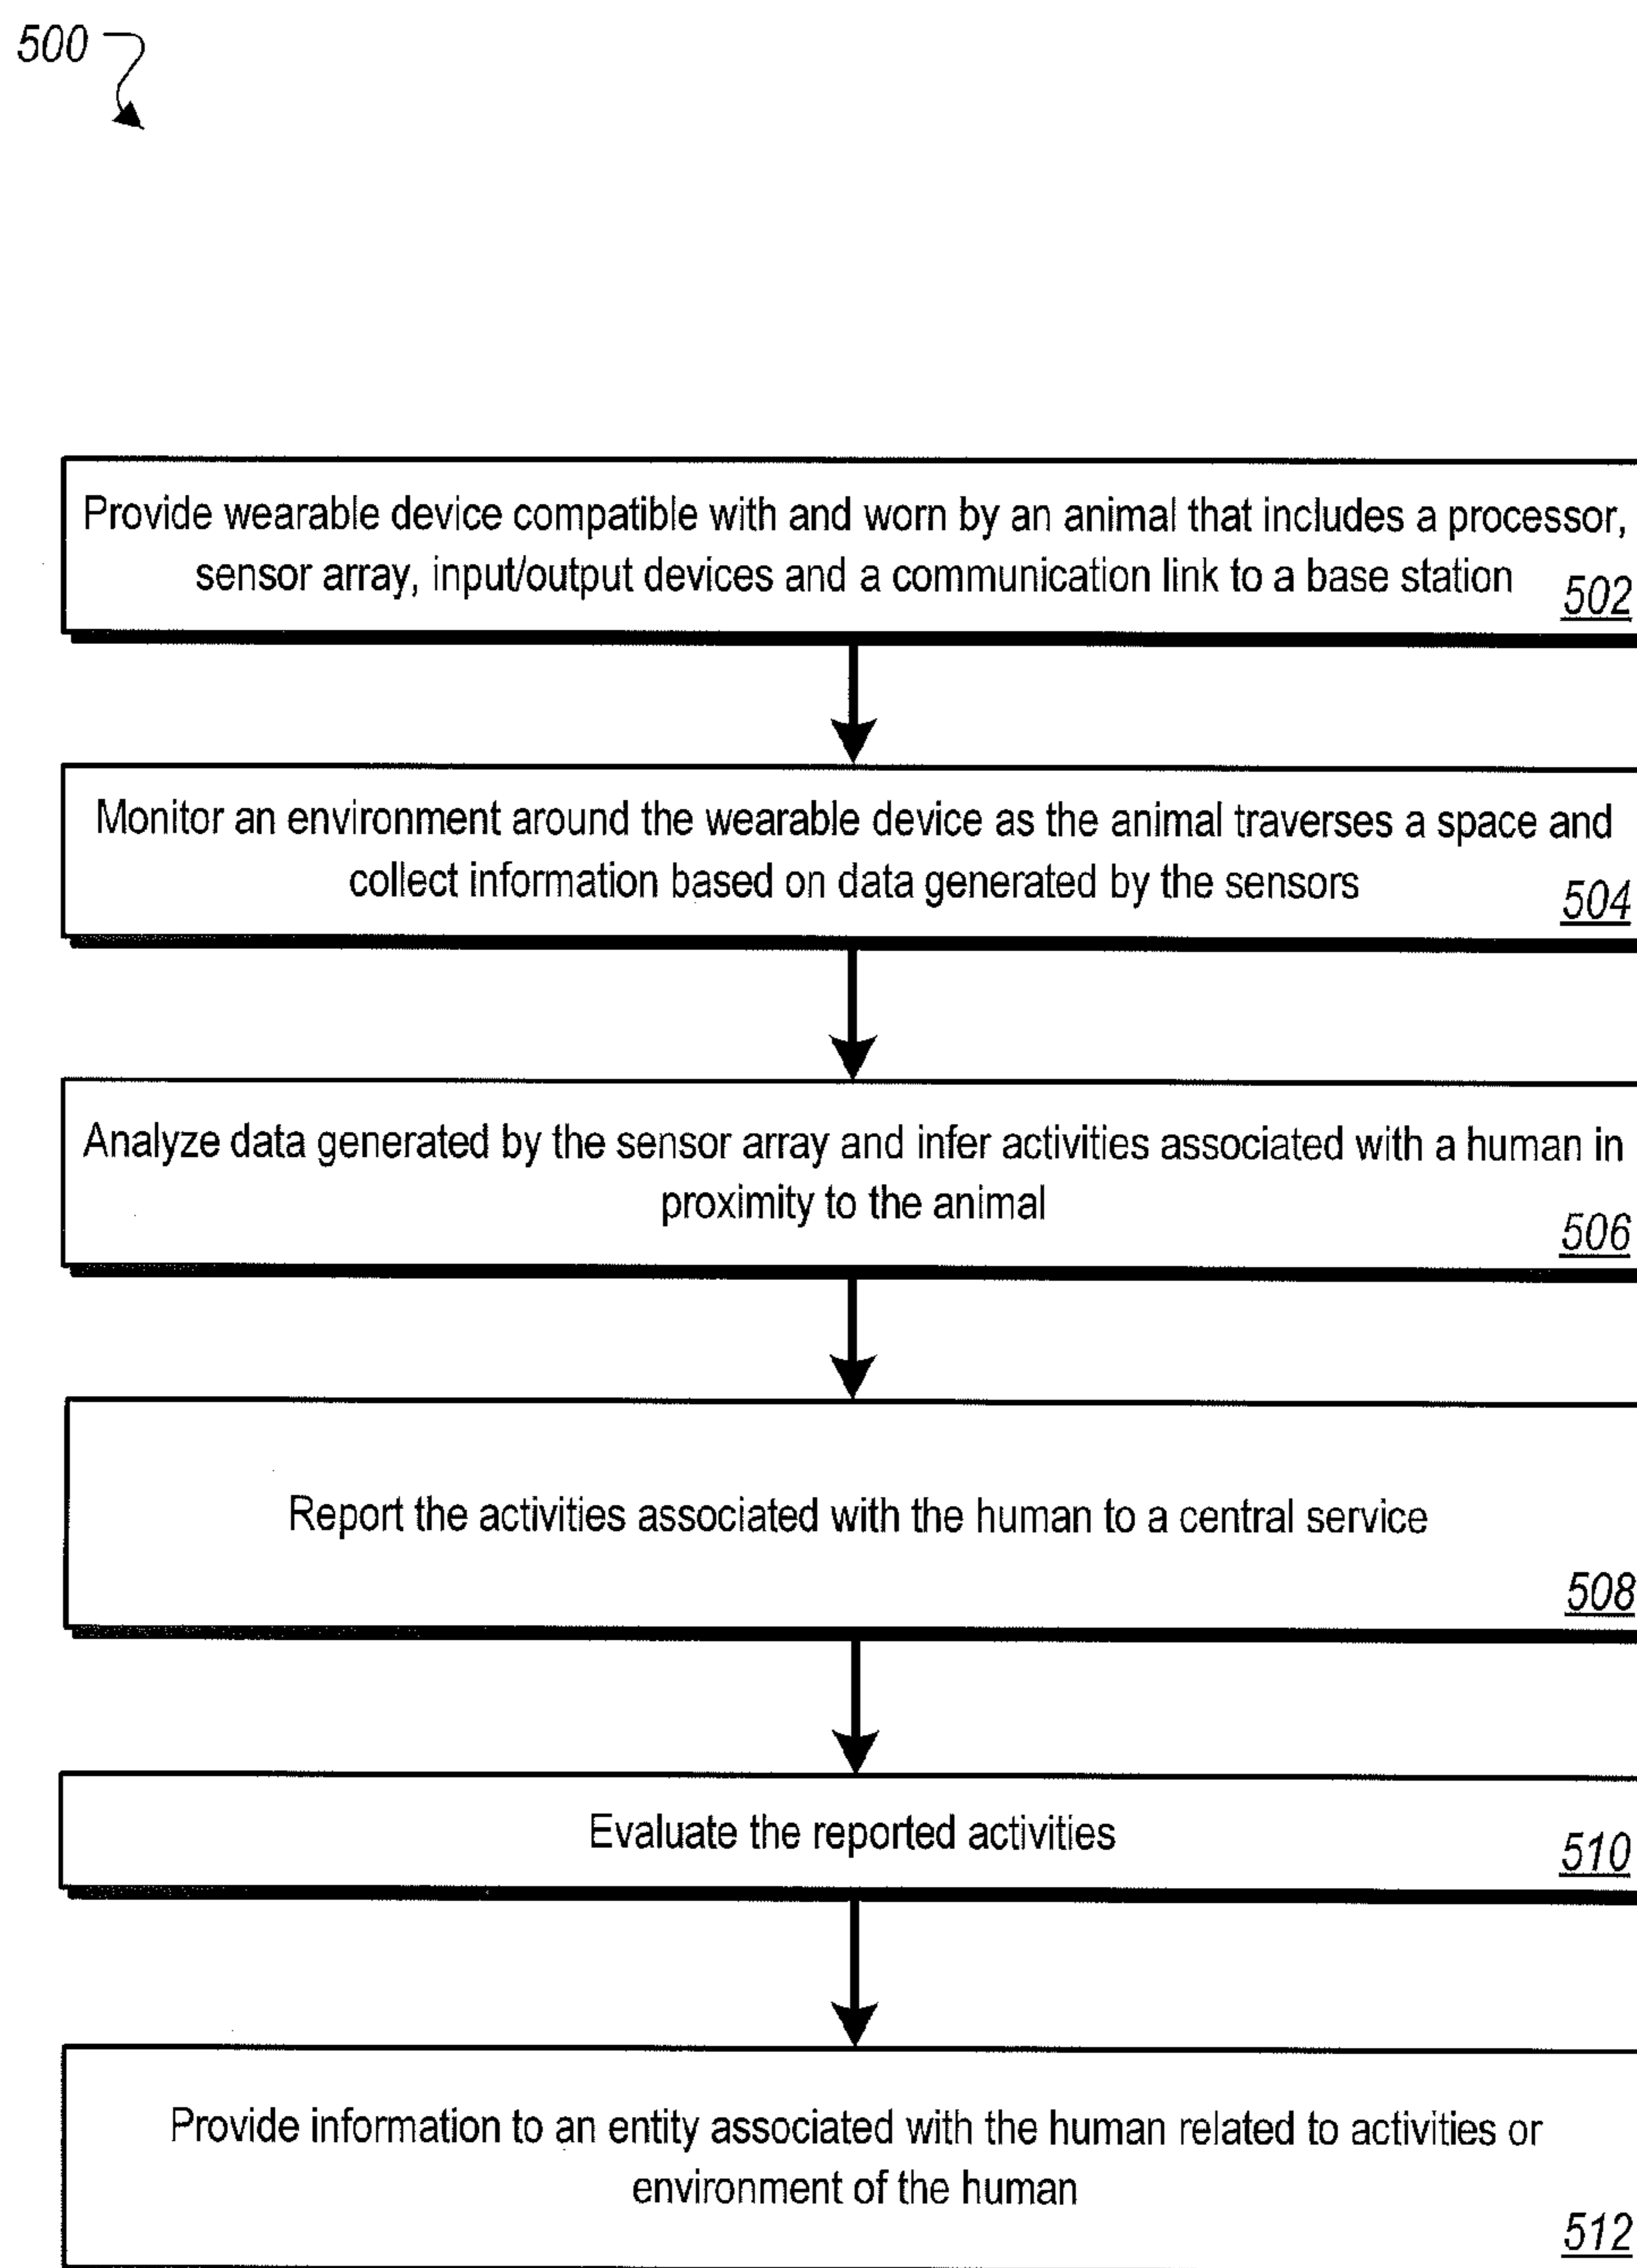 500
Provide wearable device compatible with and worn by an animal that includes a processor,
sensor array, input/output devices and a communication link to a base station
502
Monitor an environment around the wearable device as the animal traverses a space and
collect information based on data generated by the sensors
504
Analyze data generated by the sensor array and infer activities associated with a human in
proximity to the animal
506
Report the activities associated with the human to a central service
508
Evaluate the reported activities
510
Provide information to an entity associated with the human related to activities or
environment of the human
512